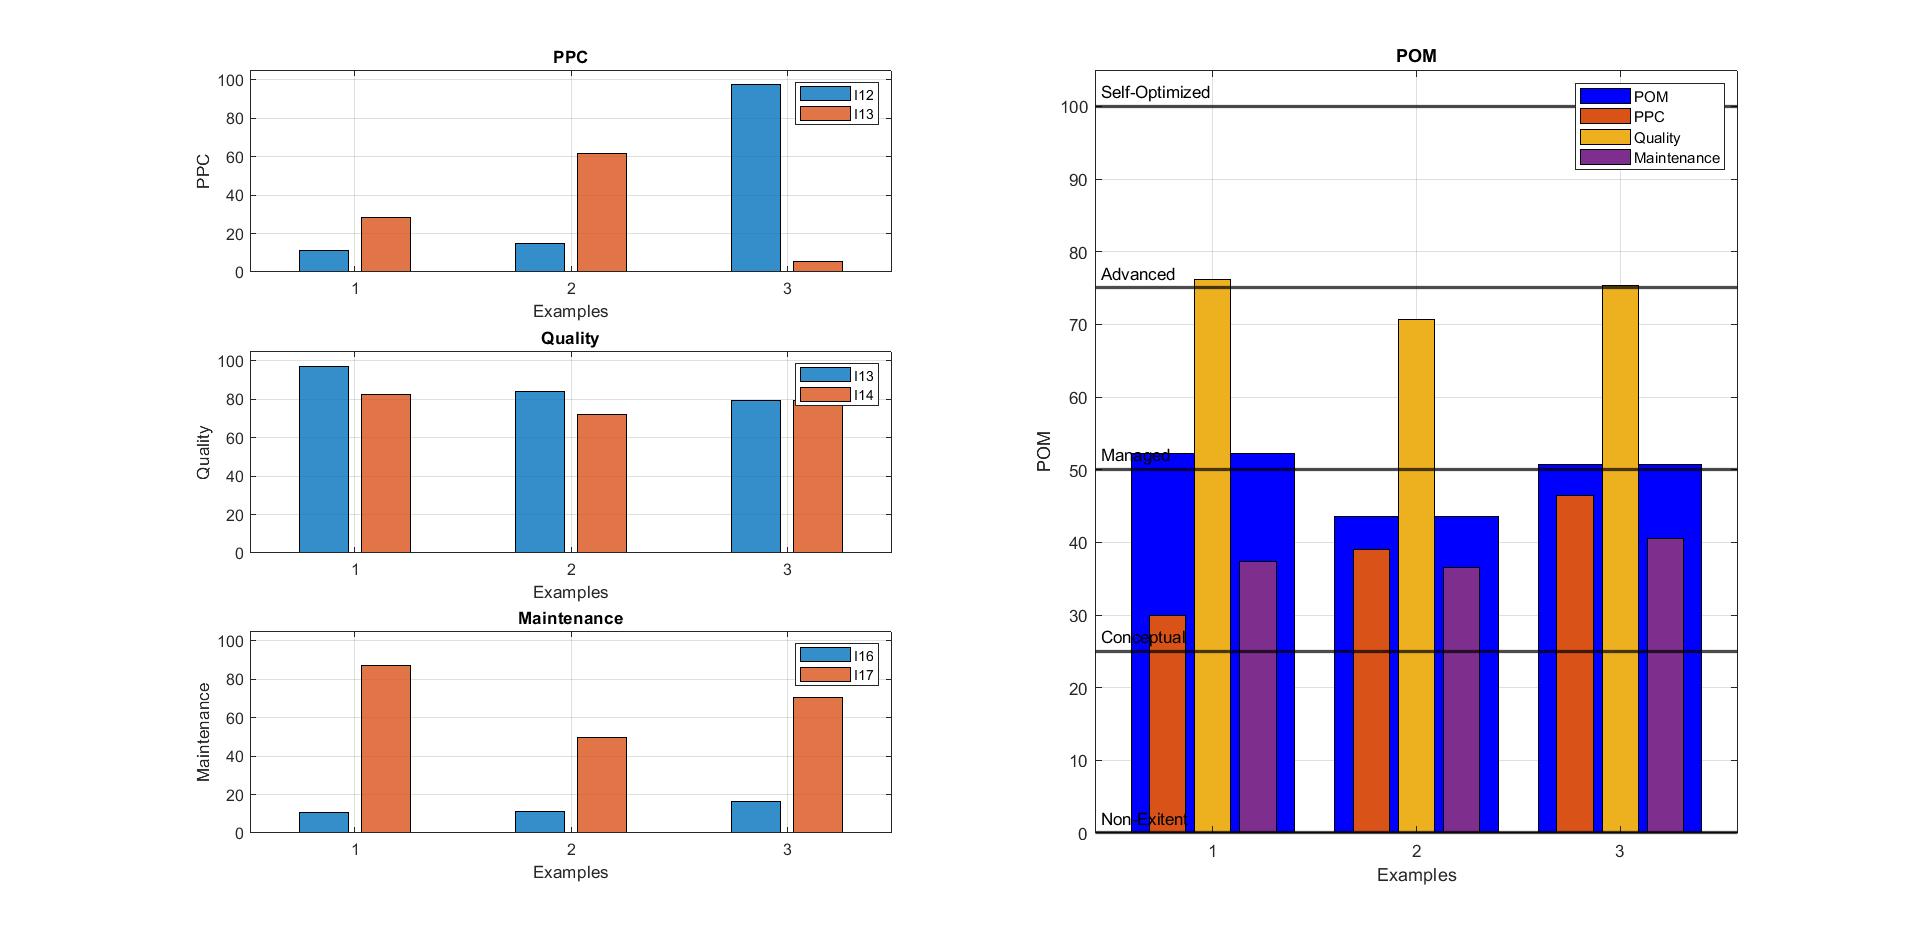 PPC
100
80
60
40
20
0
PPC
I12
I13
1 2 3
Examples
Quality
100
80
60
40
20
0
Quality
I13
I14
1 2 3
Examples
Maintenance
100
80
60
40
20
0
Maintenance
I16
I17
1 2 3
Examples
POM
100
90
80
70
60
50
40
30
20
10
0
POM
Self-Optimized
Advanced
Managed
Conceptual
Non-Exitent
POM
PPC
Quality
Maintenance
1 2 3
Examples